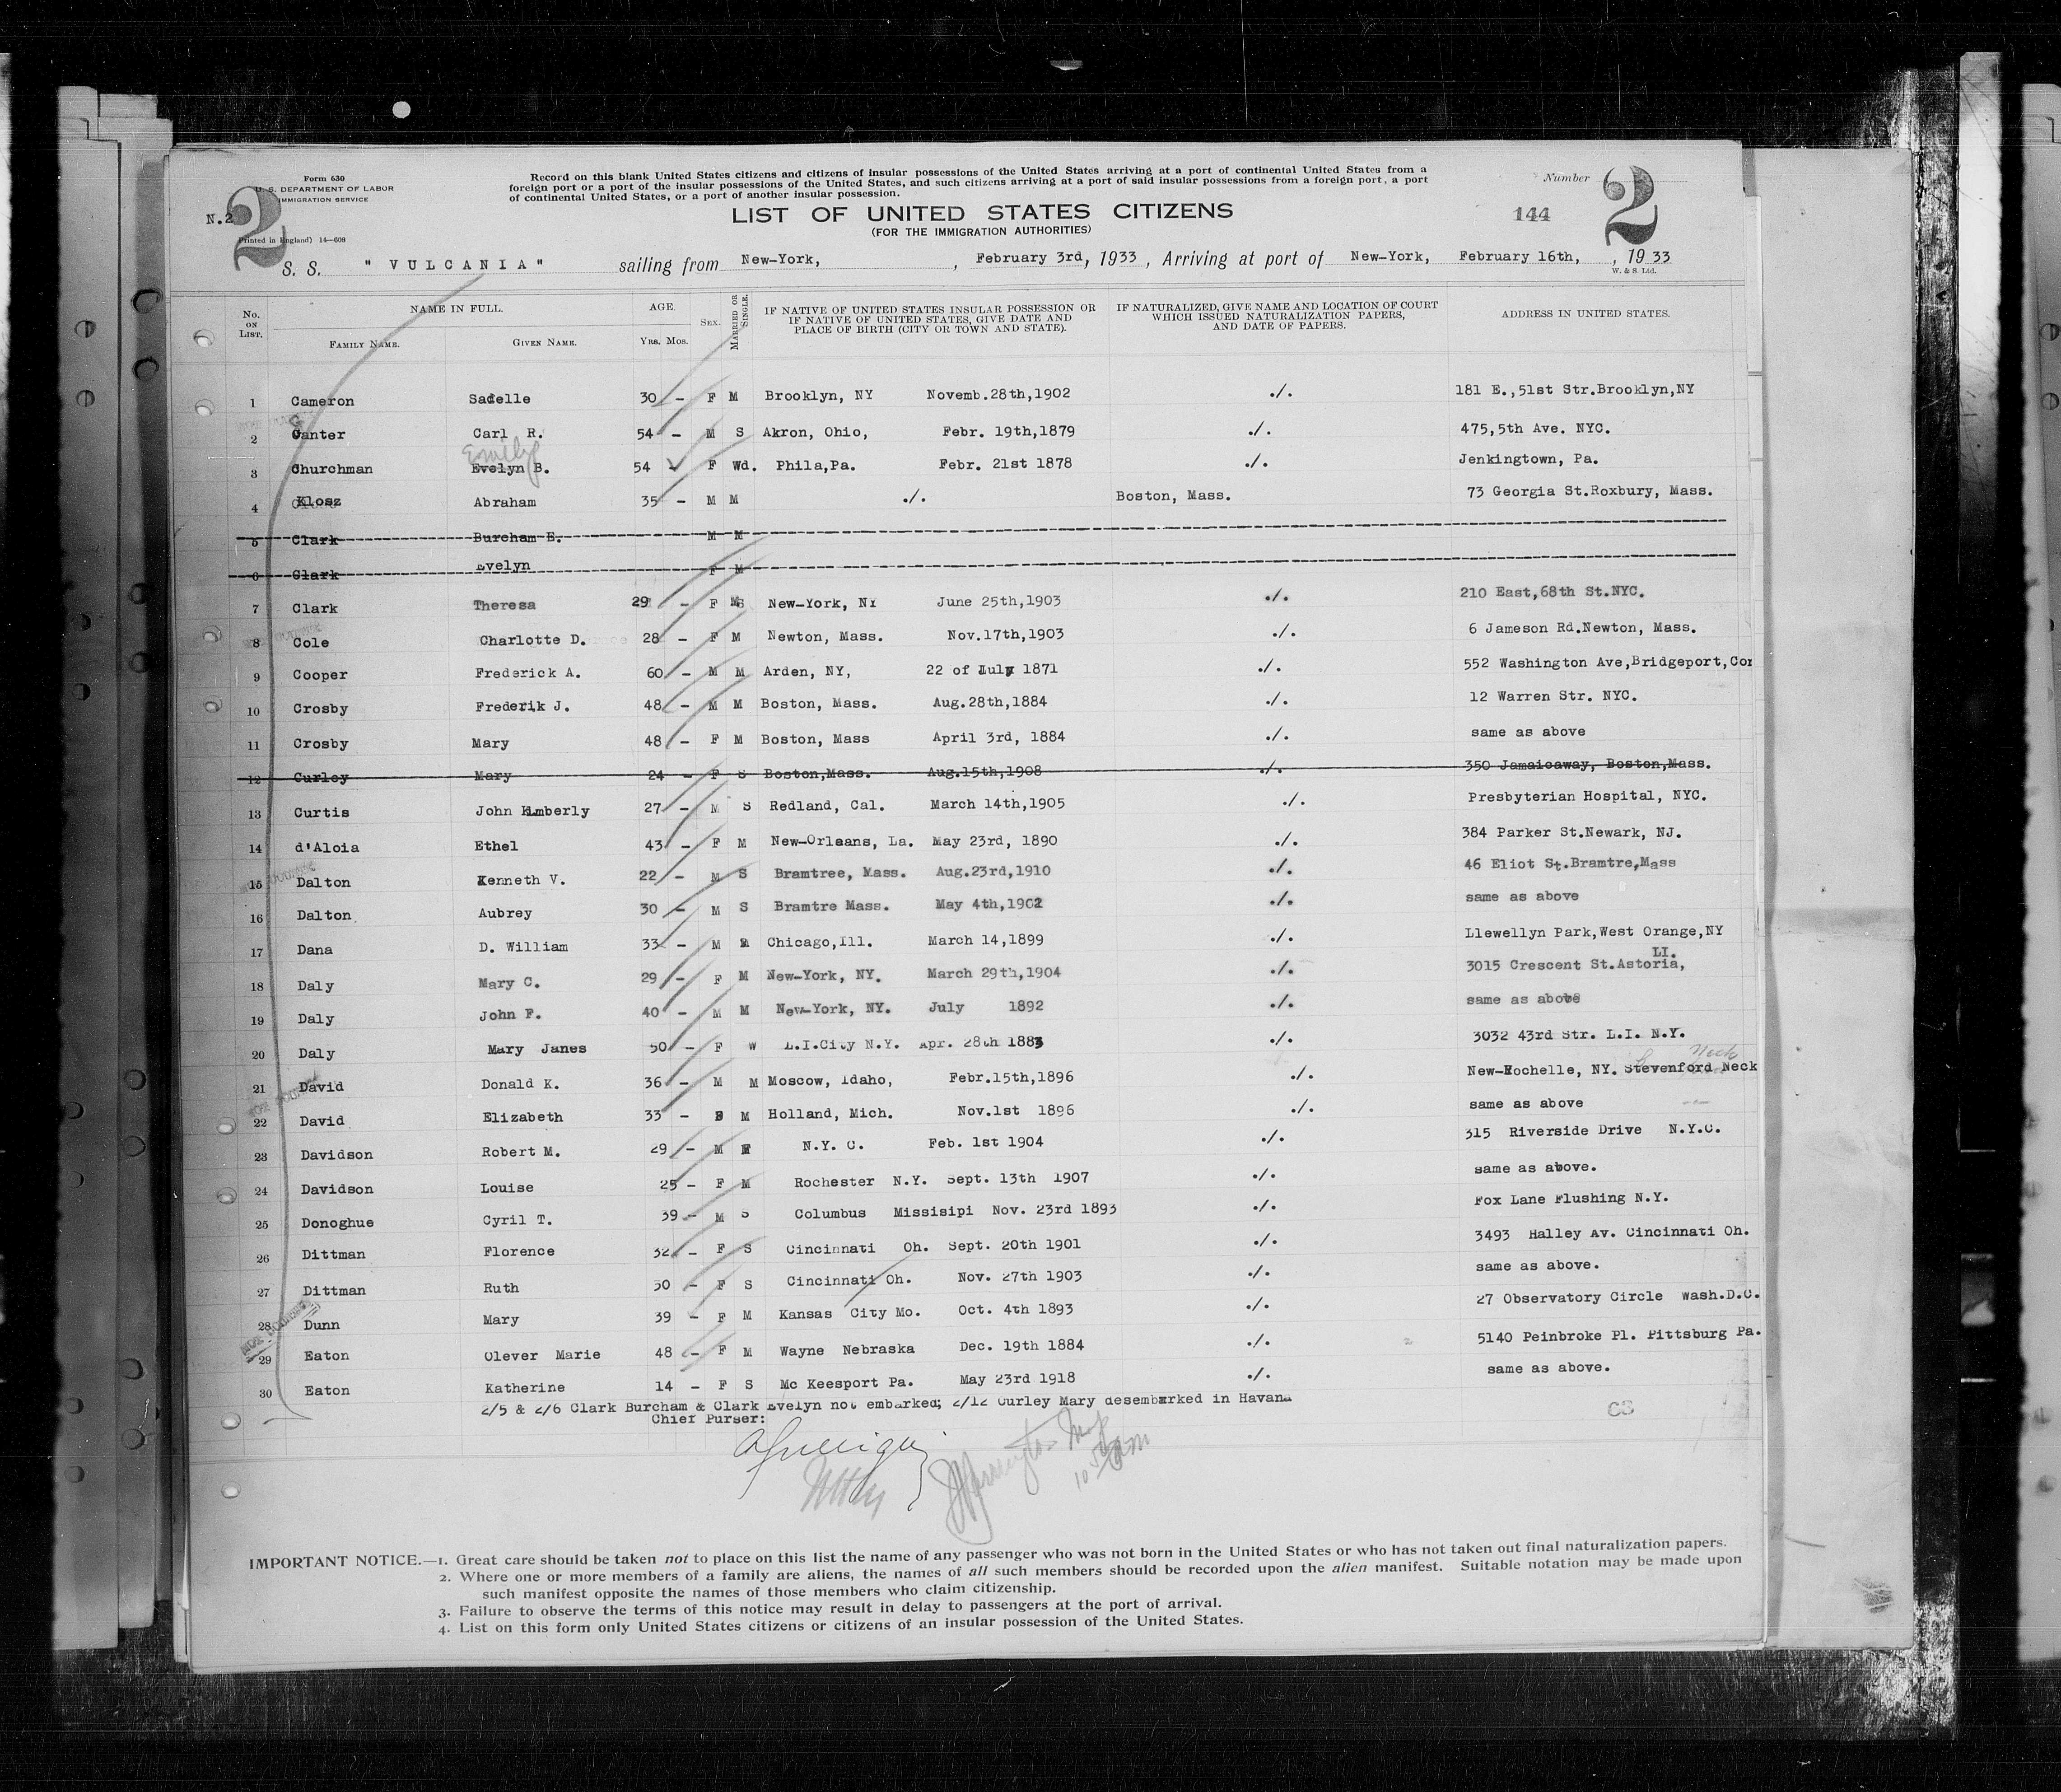 Form 630
U. S. DEPARTMENT OF LABOR
IMMIGRATION SERVICE
N.2
2
(Printed in England) 14—608
Record on this blank United States citizens and citizens of insular possessions of the United States arriving at a port of continental United States from a
foreign port or a port of the insular possessions of the United States, and such citizens arriving at a port of said insular possessions from a foreign port, a port
of continental United States, or a port of another insular possession.
LIST OF UNITED STATES CITIZENS
(FOR THE IMMIGRATION AUTHORITIES)
Number
2
144
S. S. " VULCANIA " sailing from New-York, , February 3rd, 1933 , Arriving at port of New-York, February 16th, , 1933
W. & S. Ltd.
No. ON LIST. NAME IN FULL. FAMILY NAME. GIVEN NAME. AGE. YRS. MOS. SEX. MARRIED OR SINGLE. IF NATIVE OF UNITED STATES INSULAR POSSESSION OR IF NATIVE OF UNITED STATES, GIVE DATE AND PLACE OF BIRTH (CITY OR TOWN AND STATE). IF NATURALIZED, GIVE NAME AND LOCATION OF COURT WHICH ISSUED NATURALIZATION PAPERS, AND DATE OF PAPERS. ADDRESS IN UNITED STATES.
1 Cameron Sadelle 30 - F M Brooklyn, NY Novemb.28th,1902 ./. 181 E.,51st Str.Brooklyn,NY
2 Ganter Carl R. 54 - M S Akron, Ohio, Febr. 19th,1879 ./. 475,5th Ave. NYC.
Emily
3 Churchman Evelyn B. 54 F Wd. Phila,Pa. Febr. 21st 1878 ./. Jenkingtown, Pa.
4 Klosz Abraham 35 - M M ./. Boston, Mass. 73 Georgia St.Roxbury, Mass.
5 Clark Burcham E. M M
6 Clark Evelyn F M
7 Clark Theresa 29 - F S New-York, NY June 25th,1903 ./. 210 East,68th St.NYC.
8 Cole Charlotte D. 28 - F M Newton, Mass. Nov.17th,1903 ./. 6 Jameson Rd.Newton, Mass.
9 Cooper Frederick A. 60 - M M Arden, NY, 22 of July 1871 ./. 552 Washington Ave,Bridgeport,Con
10 Crosby Frederik J. 48 - M M Boston, Mass. Aug.28th,1884 ./. 12 Warren Str. NYC.
11 Crosby Mary 48 - F M Boston, Mass April 3rd, 1884 ./. same as above
12 Curley Mary 24 - F S Boston,Mass. Aug.15th,1908 ./. 350 Jamaicaway, Boston,Mass.
13 Curtis John Kimberly 27 - M S Redland, Cal. March 14th,1905 ./. Presbyterian Hospital, NYC.
14 d'Aloia Ethel 43 - F M New-Orleans, La. May 23rd, 1890 ./. 384 Parker St.Newark, NJ.
15 Dalton Kenneth V. 22 - M S Bramtree, Mass. Aug.23rd,1910 ./. 46 Eliot St.Bramtre,Mass
16 Dalton Aubrey 30 - M S Bramtre Mass. May 4th,1902 ./. same as above
17 Dana D. William 33 - M Chicago,Ill. March 14,1899 ./. Llewellyn Park,West Orange,NY
18 Daly Mary C. 29 - F M New-York, NY. March 29th,1904 ./. 3015 Crescent St.Astoria, LI.
19 Daly John F. 40 - M M New-York, NY. July 1892 ./. same as above
20 Daly Mary Janes 50 - F W L.I.City N.Y. Apr. 28th 1883 ./. 3032 43rd Str. L.I. N.Y.
Neck
21 David Donald K. 36 - M M Moscow, Idaho, Febr.15th,1896 ./. New-Rochelle, NY. Stevenford Neck
22 David Elizabeth 33 - M Holland, Mich. Nov.1st 1896 ./. same as above
23 Davidson Robert M. 29 - M N.Y. C. Feb. 1st 1904 ./. 315 Riverside Drive N.Y.C.
24 Davidson Louise 25 - F M Rochester N.Y. Sept. 13th 1907 ./. same as above.
25 Donoghue Cyril T. 39 - M S Columbus Missisipi Nov. 23rd 1893 ./. Fox Lane Flushing N.Y.
26 Dittman Florence 32 - F S Cincinnati Oh. Sept. 20th 1901 ./. 3493 Halley Av. Cincinnati Oh.
27 Dittman Ruth 30 - F S Cincinnati Oh. Nov. 27th 1903 ./. same as above.
28 Dunn Mary 39 - F M Kansas City Mo. Oct. 4th 1893 ./. 27 Observatory Circle Wash.D.C.
29 Eaton Olever Marie 48 - F M Wayne Nebraska Dec. 19th 1884 ./. 5140 Peinbroke Pl. Pittsburg Pa.
30 Eaton Katherine 14 - F S Mc Keesport Pa. May 23rd 1918 ./. same as above.
2/5 & 2/6 Clark Burcham & Clark Evelyn not embarked; 2/12 Curley Mary desembarked in Havana
Chief Purser:
IMPORTANT NOTICE.—1. Great care should be taken not to place on this list the name of any passenger who was not born in the United States or who has not taken out final naturalization papers.
2. Where one or more members of a family are aliens, the names of all such members should be recorded upon the alien manifest. Suitable notation may be made upon
such manifest opposite the names of those members who claim citizenship.
3. Failure to observe the terms of this notice may result in delay to passengers at the port of arrival.
4. List on this form only United States citizens or citizens of an insular possession of the United States.